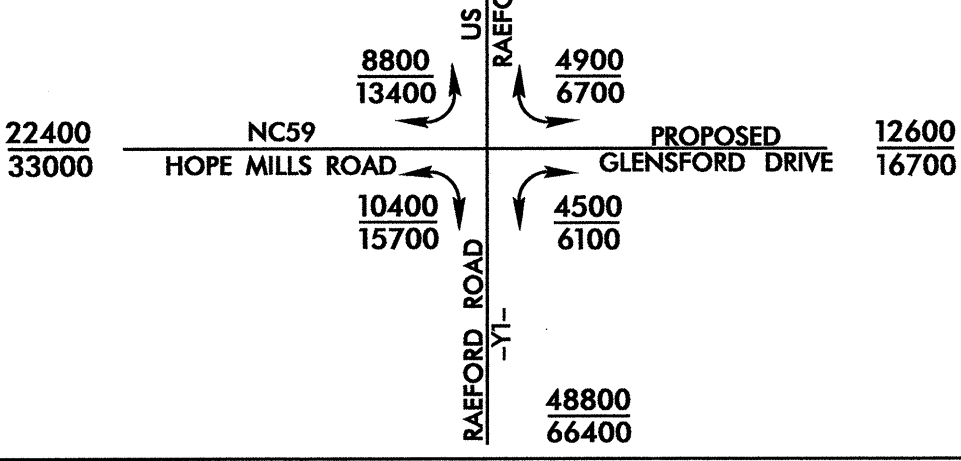 US
RAEFO
8800
13400
4900
6700
22400
33000
NC59
HOPE MILLS ROAD
PROPOSED
GLENSFORD DRIVE
12600
16700
10400
15700
4500
6100
RAEFORD ROAD
-Y1-
48800
66400